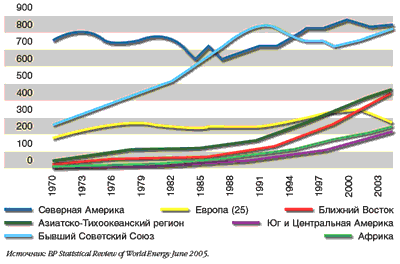 900
800
700
600
500
400
300
200
100
0
1970 1973 1976 1979 1982 1985 1988 1991 1994 1997 2000 2003
Северная Америка Европа (25) Ближний Восток
Азиатско-Тихоокеанский регион Юг и Центральная Америка
Бывший Советский Союз Африка
Источник: BP Statistical Review of World Energy June 2005.